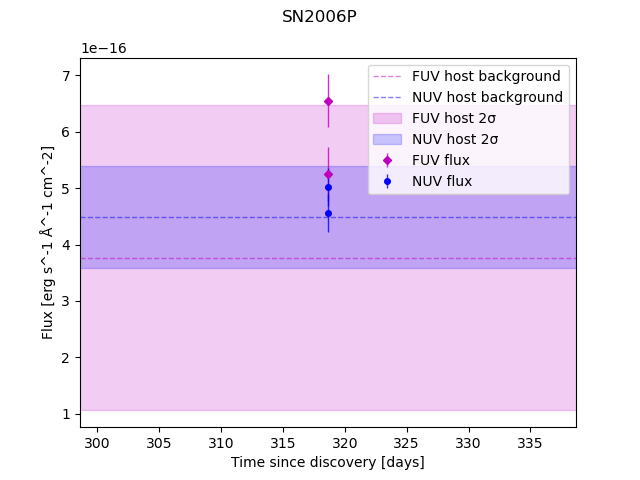 SN2006P
1e−16
7
6
5
4
3
2
1
Flux [erg s^-1 Å^-1 cm^-2]
FUV host background
NUV host background
FUV host 2σ
NUV host 2σ
FUV flux
NUV flux
300 305 310 315 320 325 330 335
Time since discovery [days]